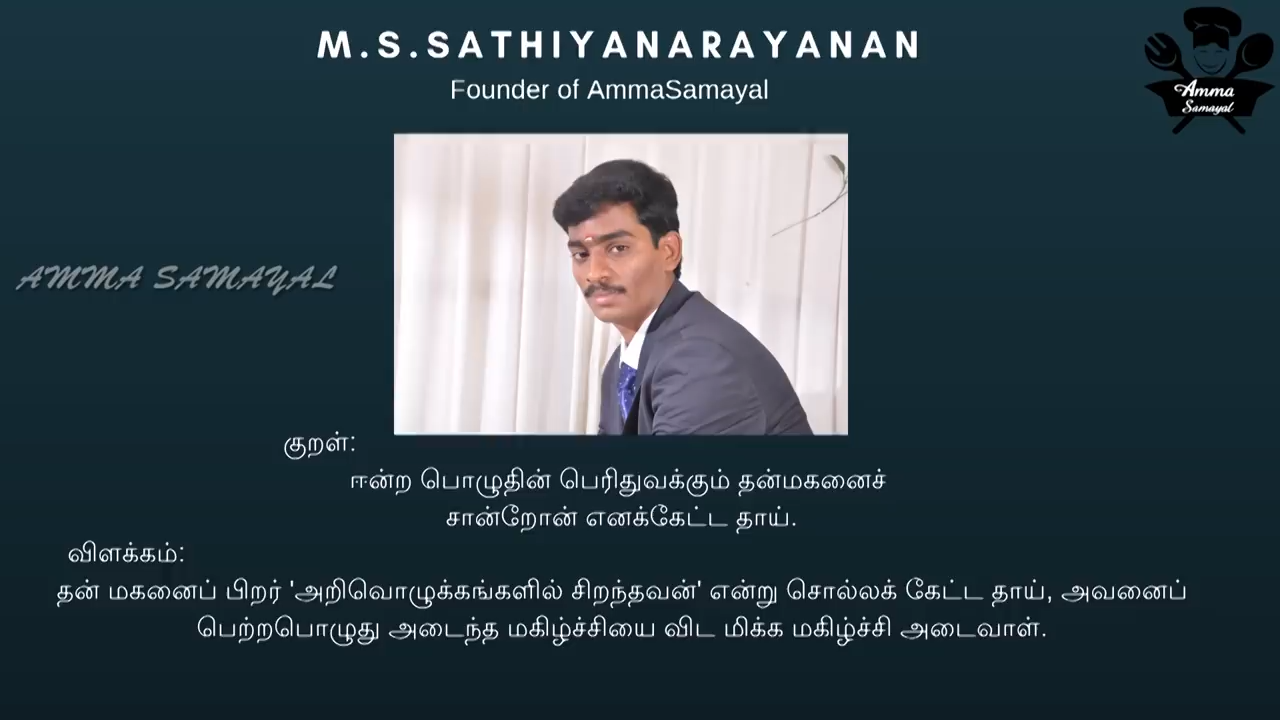 M.S.SATHIYANARAYANAN
Founder of AmmaSamayal
Amma
Samayal
AMMA SAMAYAL
குறள்:
ஈன்ற பொழுதின் பெரிதுவக்கும் தன்மகனைச்
சான்றோன் எனக்கேட்ட தாய்.
விளக்கம்:
தன் மகனைப் பிறர் 'அறிவொழுக்கங்களில் சிறந்தவன்' என்று சொல்லக் கேட்ட தாய், அவனைப்
பெற்றபொழுது அடைந்த மகிழ்ச்சியை விட மிக்க மகிழ்ச்சி அடைவாள்.